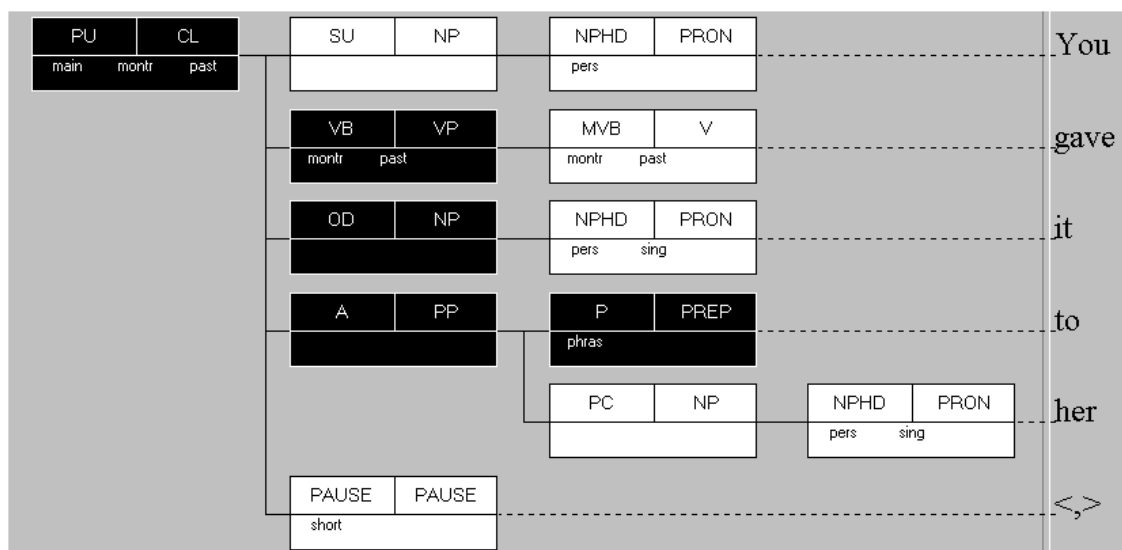 PU CL SU NP NPHD PRON You
main montr past pers
VB VP MVB V gave
montr past montr past
OD NP NPHD PRON it
pers sing
A PP P PREP to
phras
PC NP NPHD PRON her
pers sing
PAUSE PAUSE <,>
short